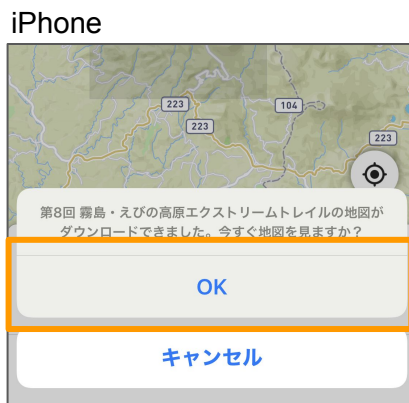 iPhone
223
104
223
223
第8回 霧島・えびの高原エクストリームトレイルの地図が
ダウンロードできました。今すぐ地図を見ますか？
OK
キャンセル